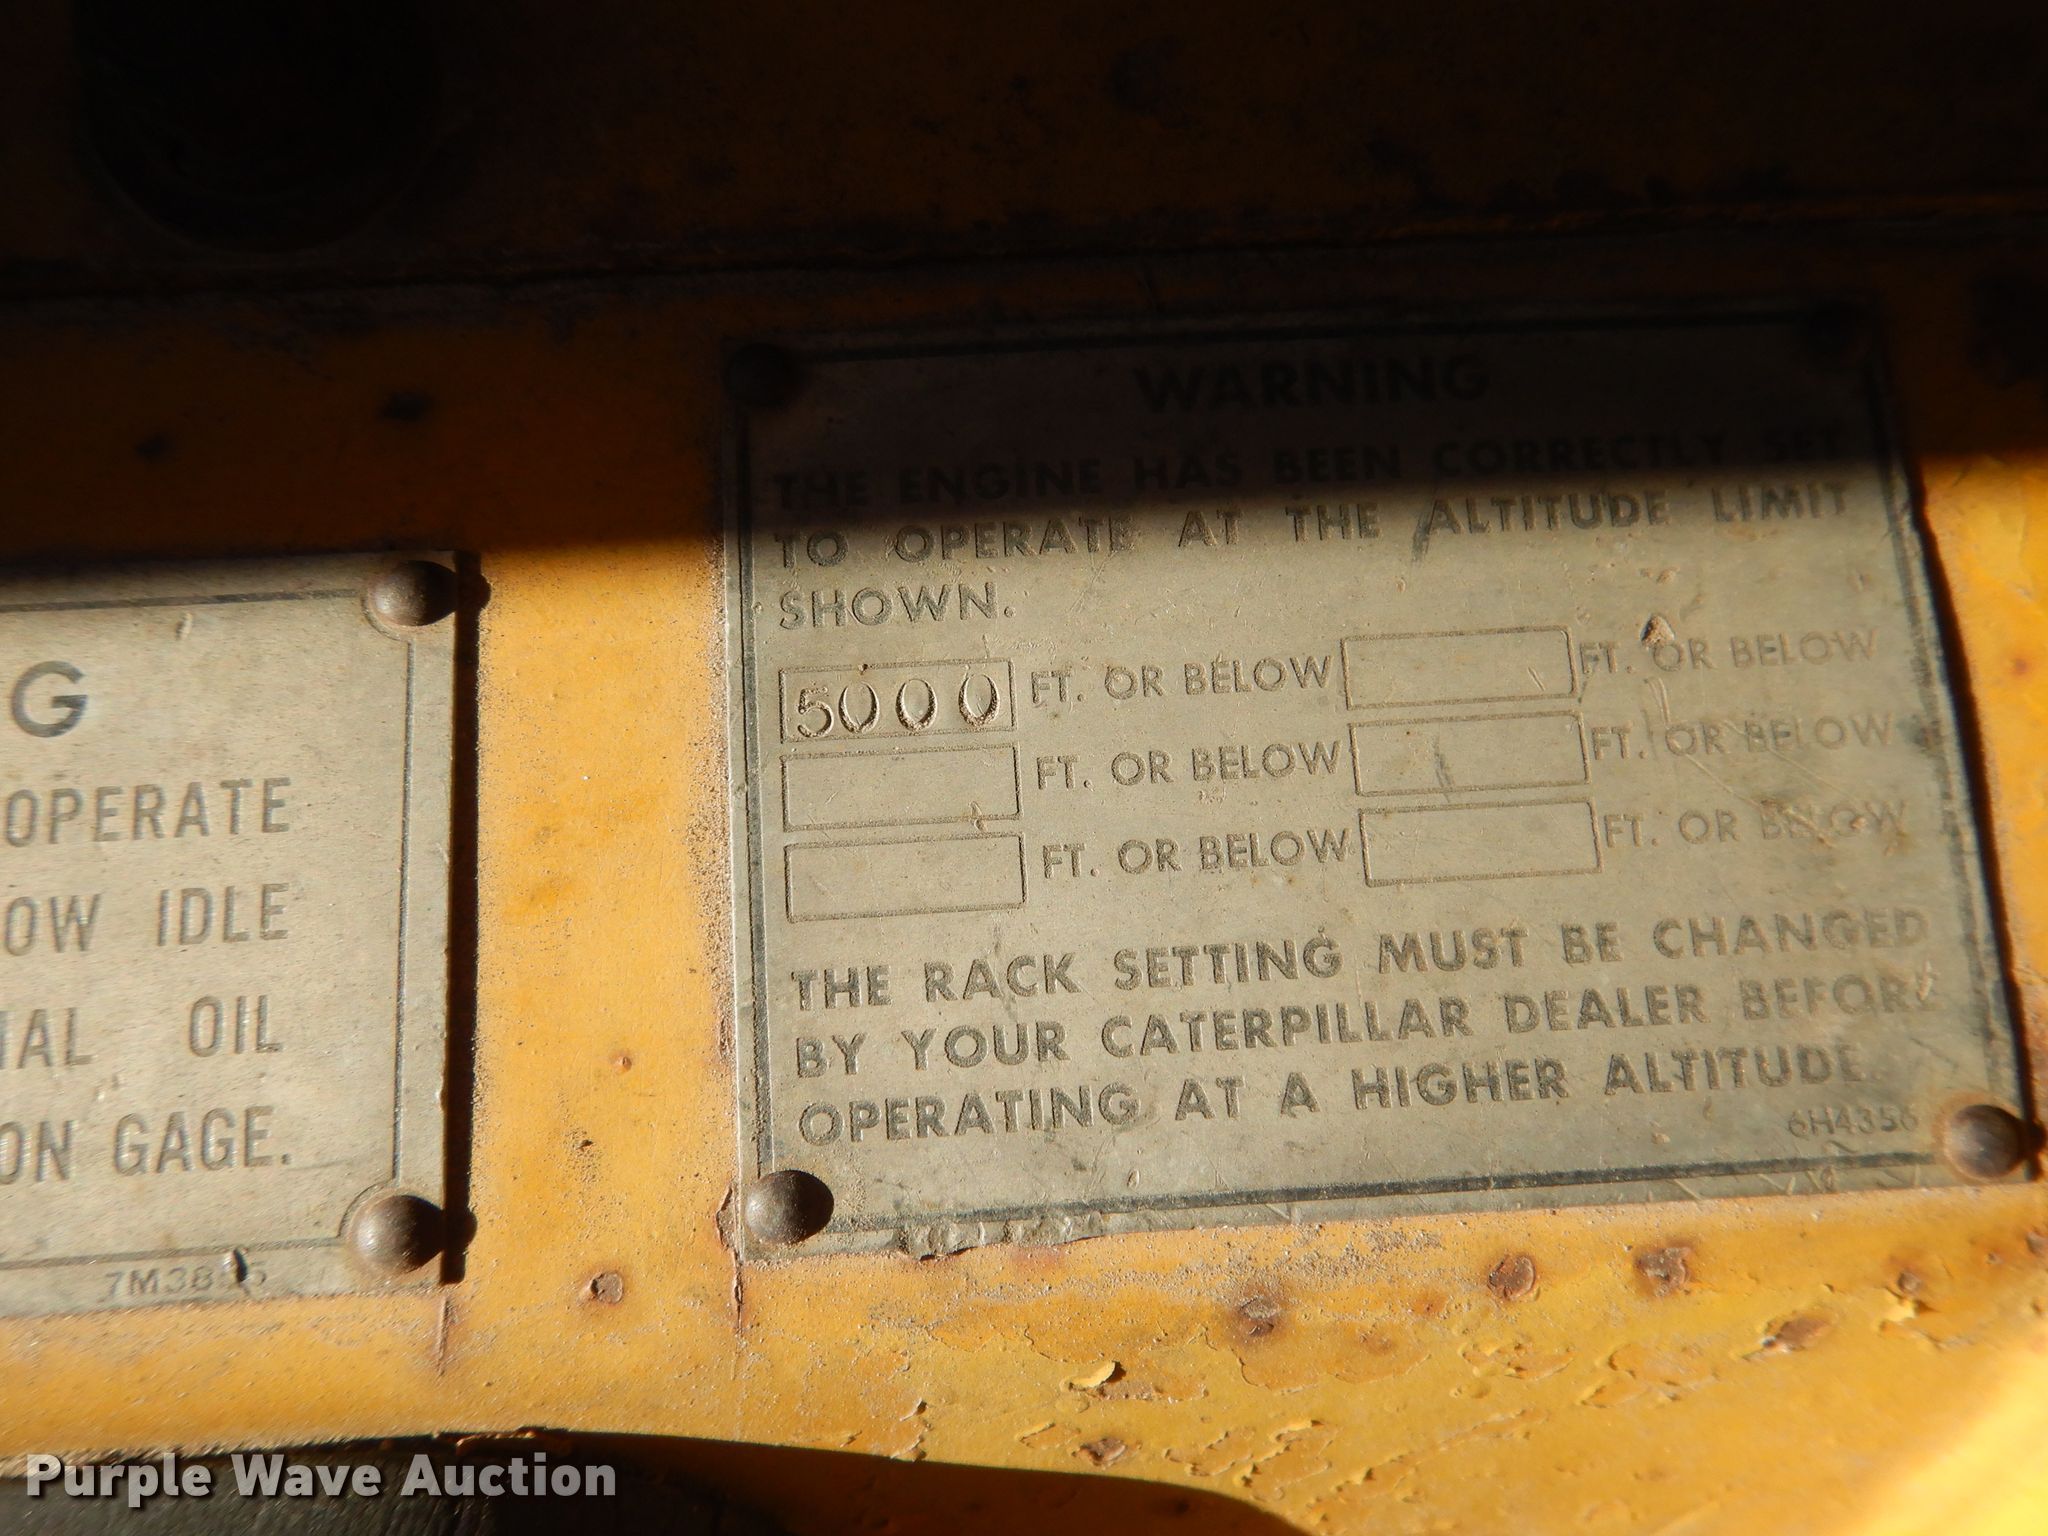 G
OPERATE
OW IDLE
OIL
ON GAGE.
WARNING
THE ENGINE HAS BEEN CORRECTLY SET
TO OPERATE AT THE ALTITUDE LIMIT
SHOWN.
5000 FT. OR BELOW FT. OR BELOW
FT. OR BELOW FT. OR BELOW
FT. OR BELOW FT. OR BELOW
THE RACK SETTING MUST BE CHANGED
BY YOUR CATERPILLAR DEALER BEFORE
OPERATING AT A HIGHER ALTITUDE.
6H4356
Purple Wave Auction